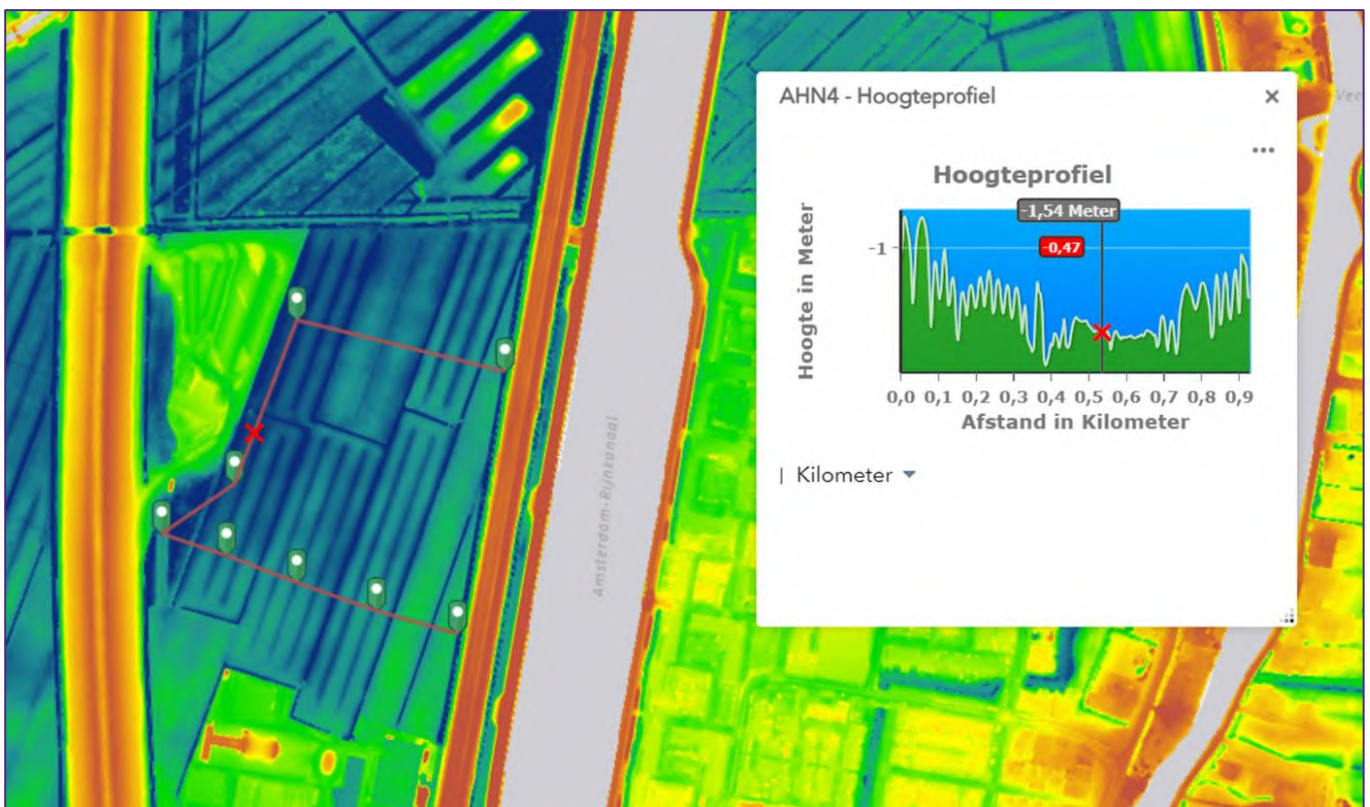 Vec
AHN4 - Hoogteprofiel
×
Hoogteprofiel
-1,54 Meter
-0,47
-1
Hoogte in Meter
0,0 0,1 0,2 0,3 0,4 0,5 0,6 0,7 0,8 0,9
Afstand in Kilometer
| Kilometer
Amsterdam-Rijnkanaal